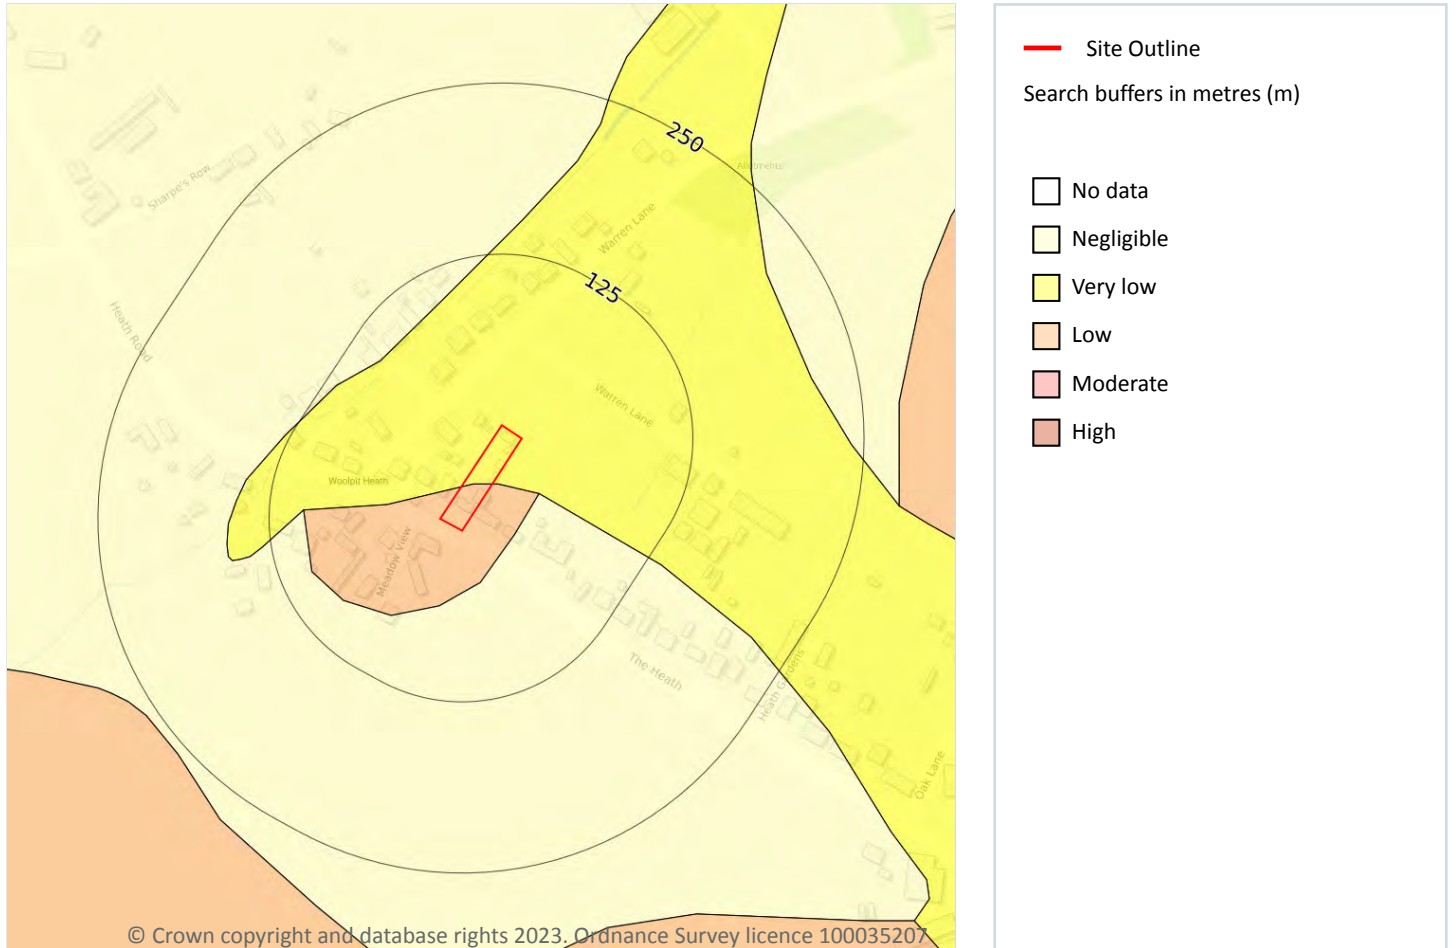 Site Outline
Search buffers in metres (m)
No data
Negligible
Very low
Low
Moderate
High
250
Allotments
Sharpe's Row
Warren Lane
125
Heath Road
Warren Lane
Woolpit Heath
Meadow View
The Heath
Heath Gardens
Oak Lane
© Crown copyright and database rights 2023. Ordnance Survey licence 100035207